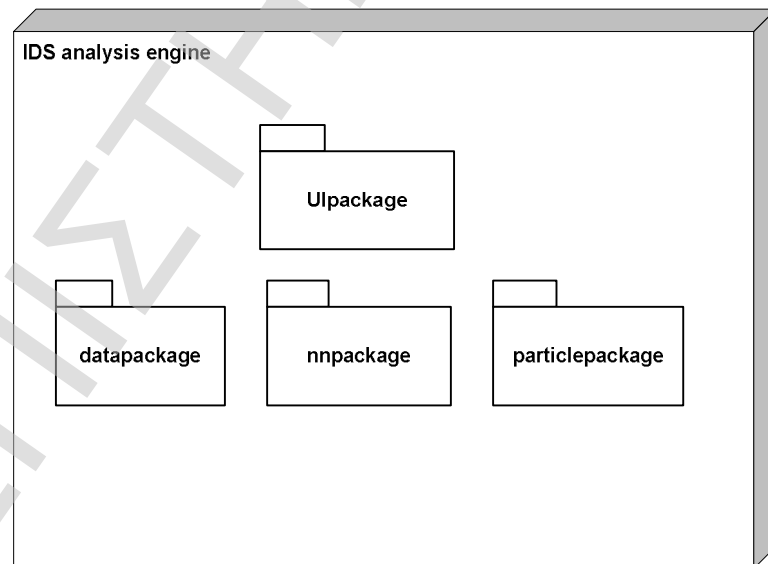 IDS analysis engine
UIpackage
datapackage
nnpackage
particlepackage